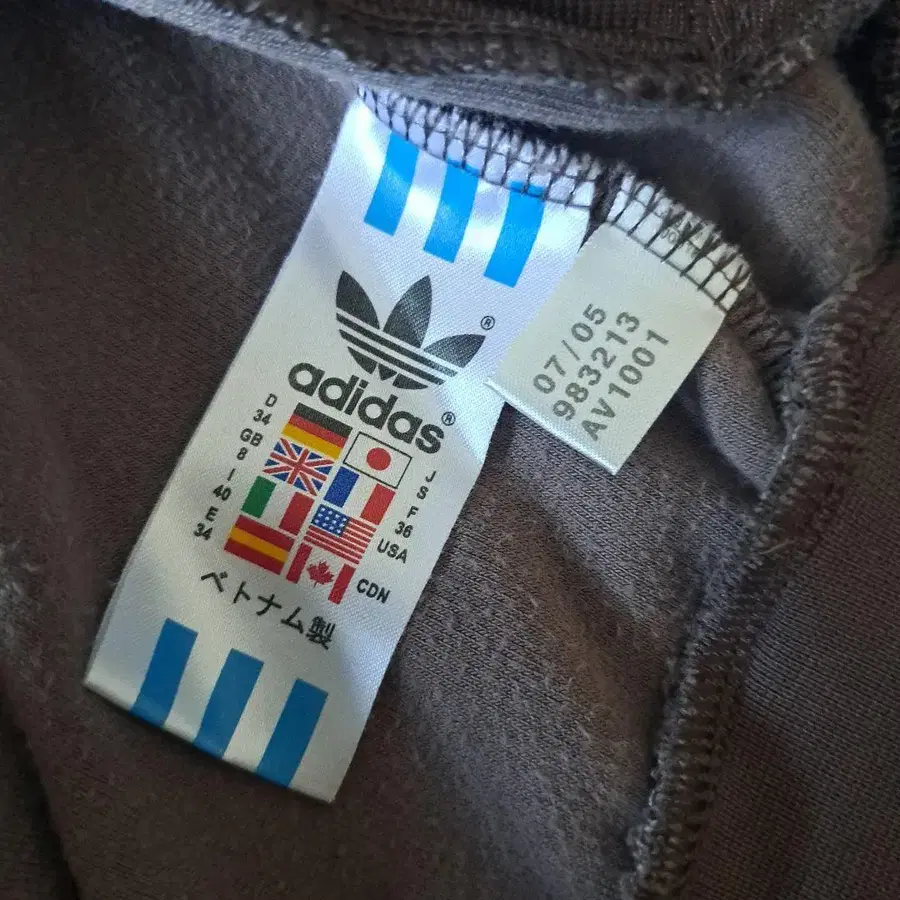 adidas
®
®
D
34
GB
8
I
40
E
34
J
S
F
36
USA
CDN
ベトナム製
07/05
983213
AV1001